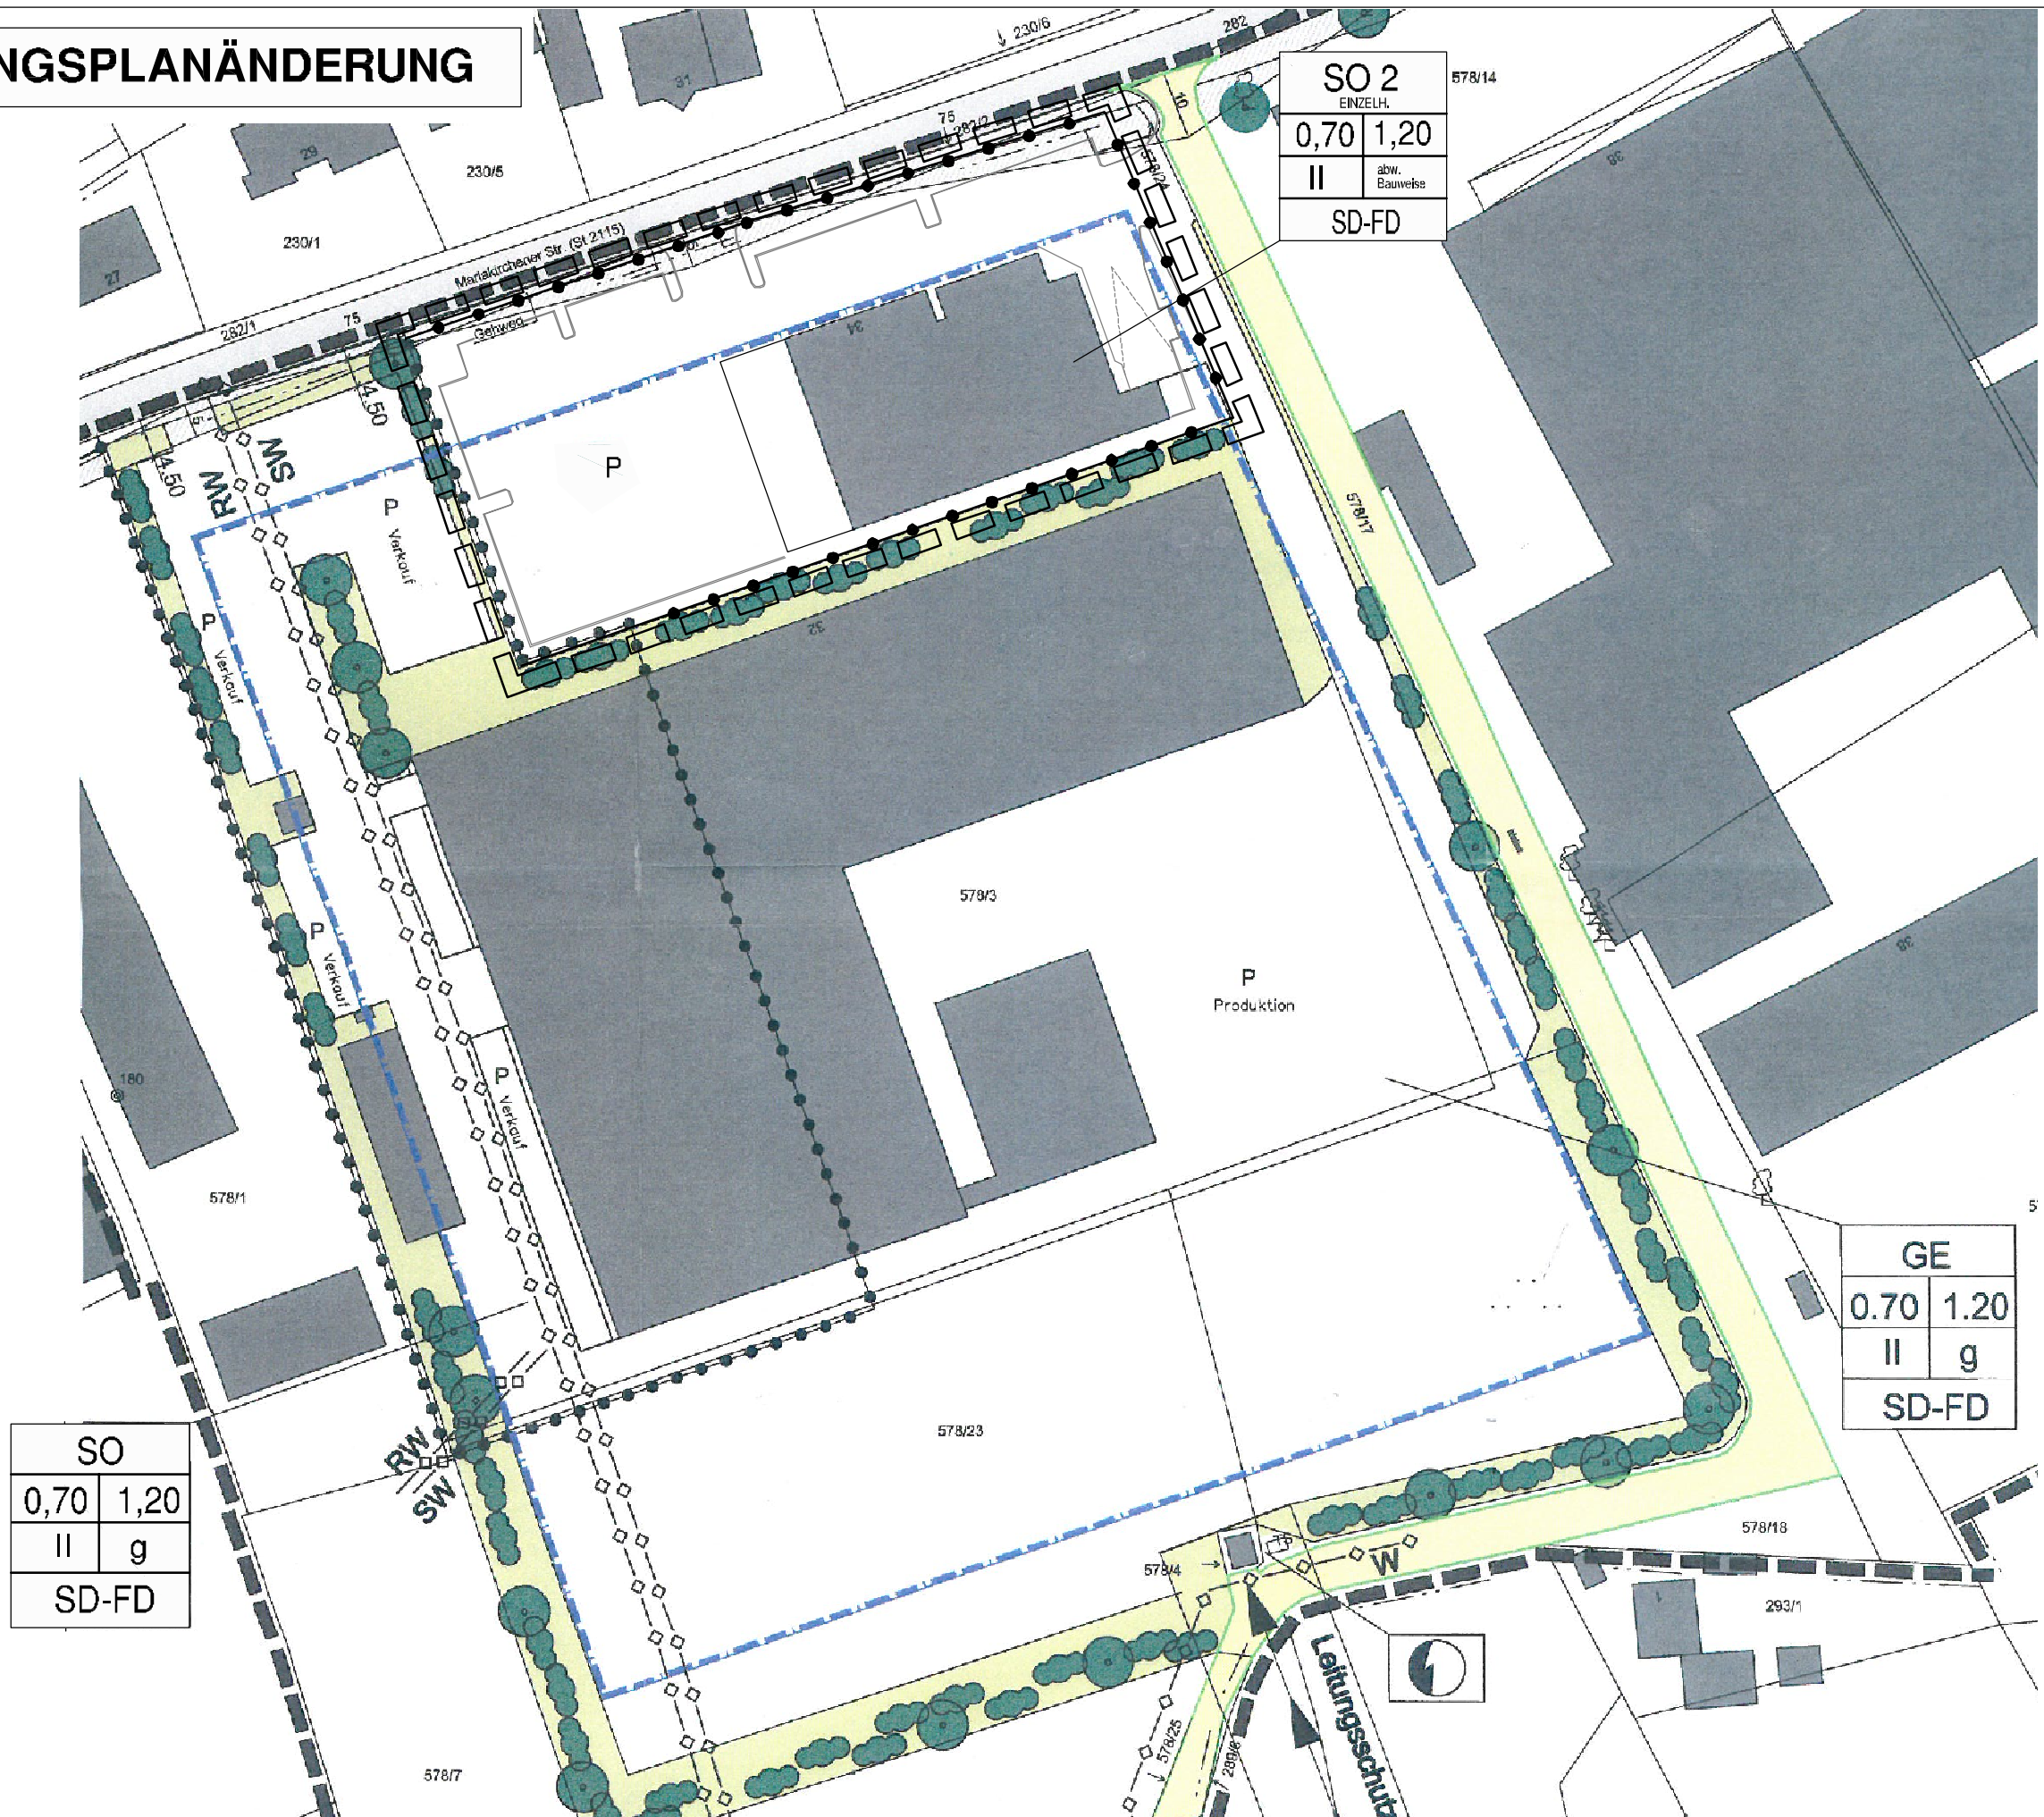 NGSPLANÄNDERUNG
31
230/6
282
578/14
SO 2
EINZELH.
0,70 1,20
II abw. Bauweise
SD-FD
10
75
282/2
29
230/5
578/24
38
230/1
27
Mariakirchener Str. (St 2115)
282/1
75
Gehweg
34
4,50
5
SW
RW
4,50
P
P
Verkauf
578/17
32
P
Verkauf
578/3
P
Produktion
P
Verkauf
38
180
P
Verkauf
578/1
GE
0.70 1.20
II g
SD-FD
SO
0,70 1,20
II g
SD-FD
RW
SW
578/23
578/18
578/4
W
293/1
1
Leitungsschutz
578/25
578/7